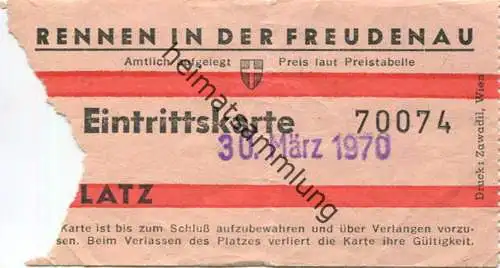 RENNEN IN DER FREUDENAU
Amtlich aufgelegt Preis laut Preistabelle
Eintrittskarte 70074
30. März 1970
PLATZ
Karte ist bis zum Schluß aufzubewahren und über Verlangen vorzu-
sen. Beim Verlassen des Platzes verliert die Karte ihre Gültigkeit.
Druck: Zawadil, Wien
heimatsammlung